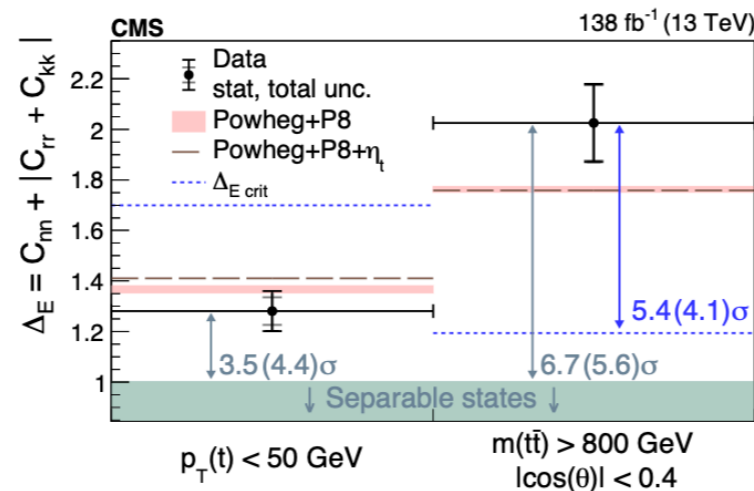 CMS
138 fb⁻¹ (13 TeV)
Δ_E = C_nn + |C_rr + C_kk|
2.2
2
1.8
1.6
1.4
1.2
1
Data
stat, total unc.
Powheg+P8
Powheg+P8+η_t
Δ_E crit
3.5(4.4)σ
6.7(5.6)σ
5.4(4.1)σ
↓ Separable states ↓
p_T(t) < 50 GeV
m(tt̄) > 800 GeV
|cos(θ)| < 0.4